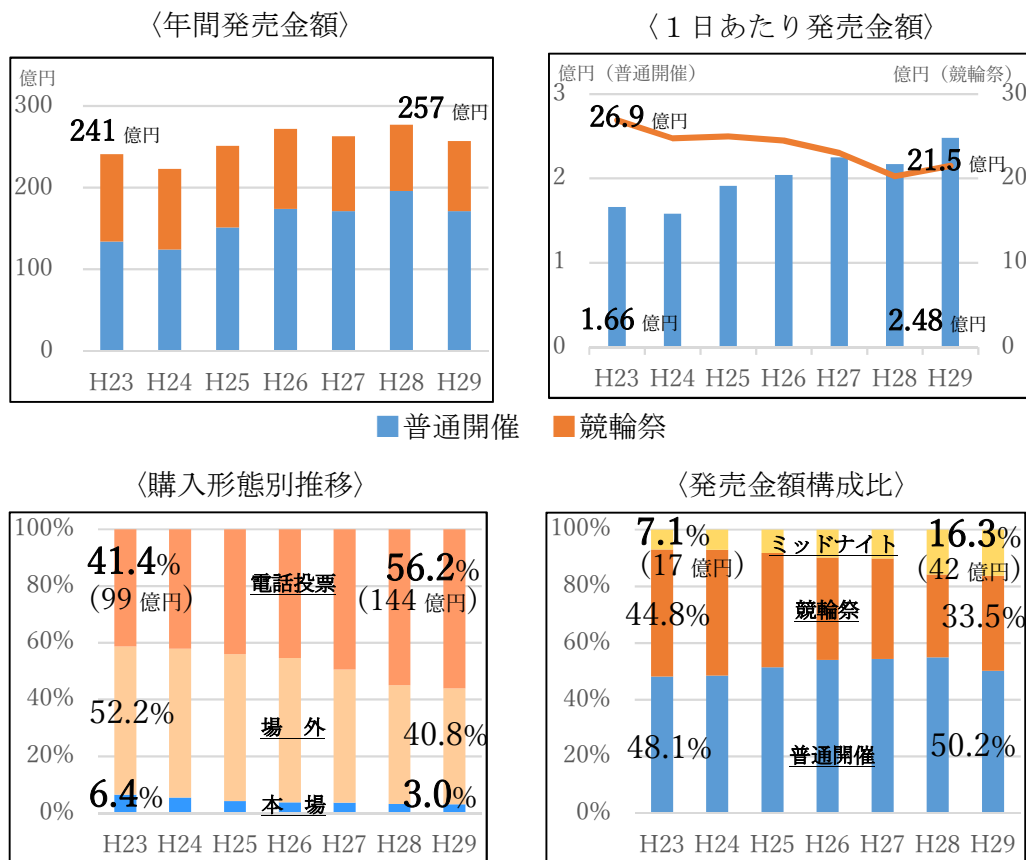 〈年間発売金額〉
億円
300
241 億円
257 億円
200
100
0
H23 H24 H25 H26 H27 H28 H29
〈１日あたり発売金額〉
億円（普通開催） 億円（競輪祭）
3 30
26.9 億円
21.5 億円
2 20
1 10
1.66 億円
2.48 億円
0 0
H23 H24 H25 H26 H27 H28 H29
普通開催 競輪祭
〈購入形態別推移〉
100%
41.4%
(99 億円)
電話投票
56.2%
(144 億円)
80%
60%
40%
52.2%
場 外
40.8%
20%
6.4%
本 場
3.0%
0%
H23 H24 H25 H26 H27 H28 H29
〈発売金額構成比〉
100%
7.1%
(17 億円)
ミッドナイト
16.3%
(42 億円)
80%
44.8%
競輪祭
33.5%
60%
40%
20%
48.1%
普通開催
50.2%
0%
H23 H24 H25 H26 H27 H28 H29